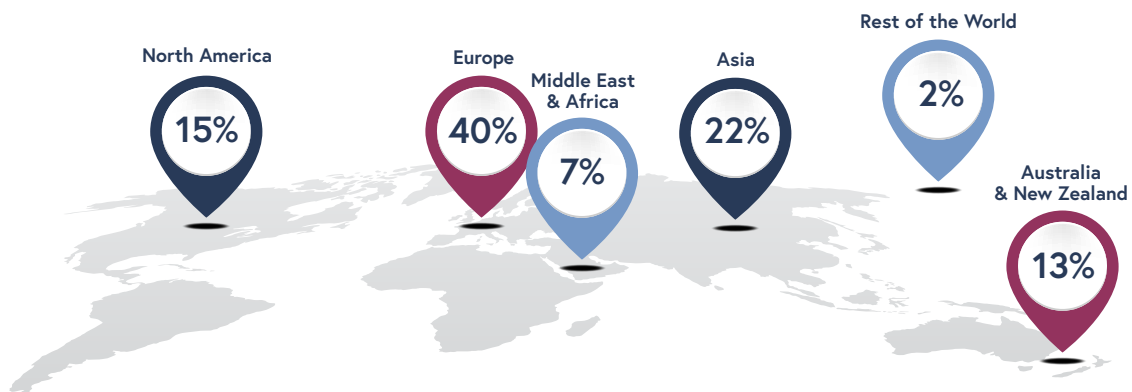 North America
15%
Europe
40%
Middle East
& Africa
7%
Asia
22%
Rest of the World
2%
Australia
& New Zealand
13%